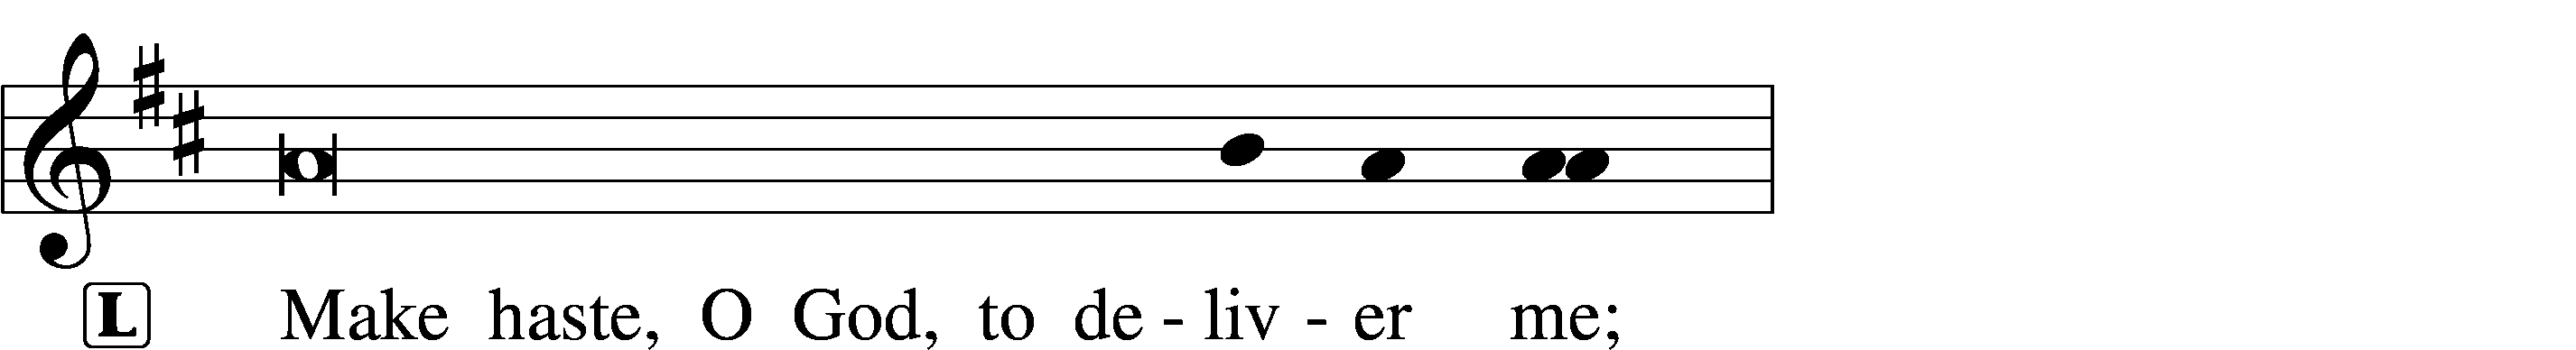 L Make haste, O God, to de - liv - er me;